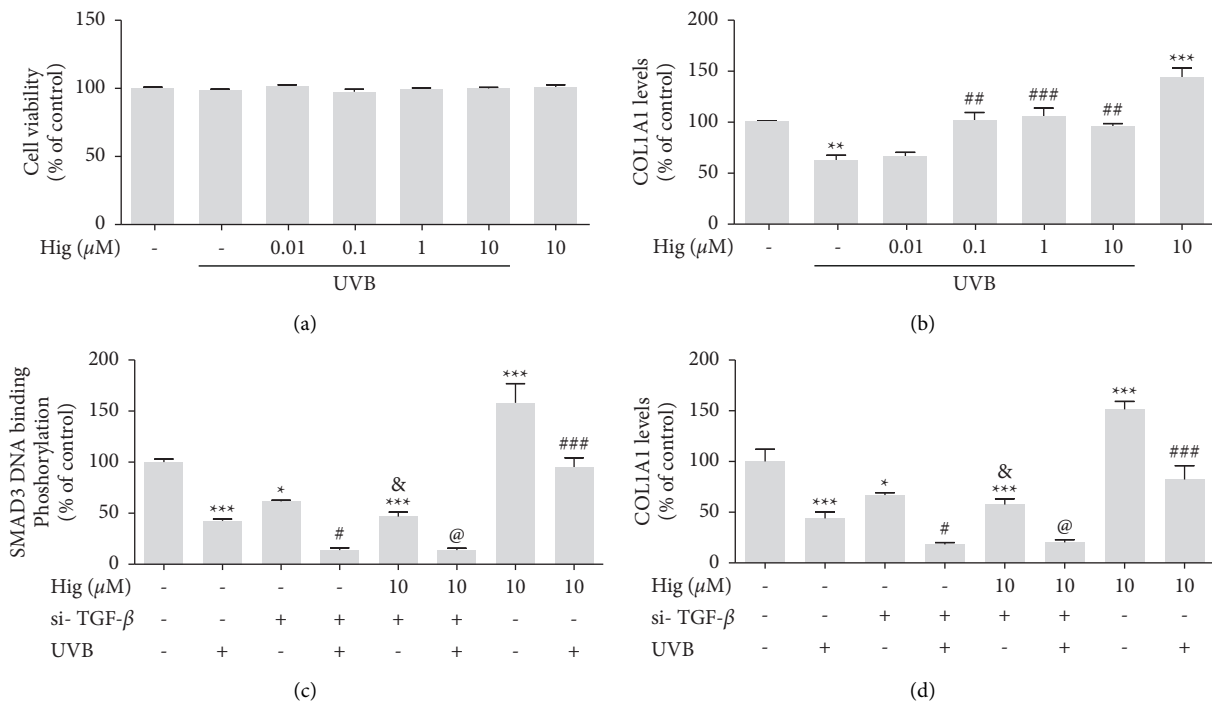 150
100
50
0
Cell viability
(% of control)
Hig (μM)
- - 0.01 0.1 1 10 10
UVB
(a)
200
150
100
50
0
COL1A1 levels
(% of control)
** ## ### ## ***
Hig (μM)
- - 0.01 0.1 1 10 10
UVB
(b)
200
150
100
50
0
SMAD3 DNA binding
Phoshorylation
(% of control)
*** * # & *** @ *** ###
Hig (μM) - - - - 10 10 10 10
si- TGF-β - - + + + + - -
UVB - + - + - + - +
(c)
200
150
100
50
0
COL1A1 levels
(% of control)
*** * # & *** @ *** ###
Hig (μM) - - - - 10 10 10 10
si- TGF-β - - + + + + - -
UVB - + - + - + - +
(d)